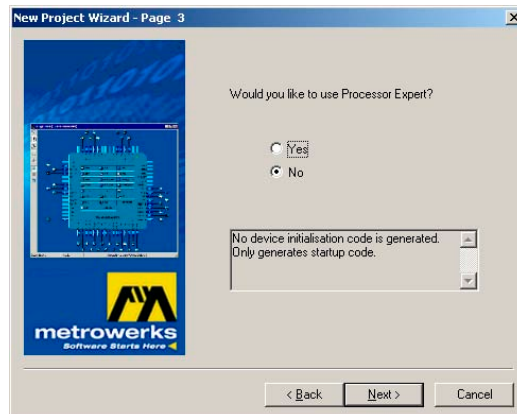 New Project Wizard - Page 3
Would you like to use Processor Expert?
Yes
No
No device initialisation code is generated.
Only generates startup code.
metrowerks
Software Starts Here
< Back
Next >
Cancel